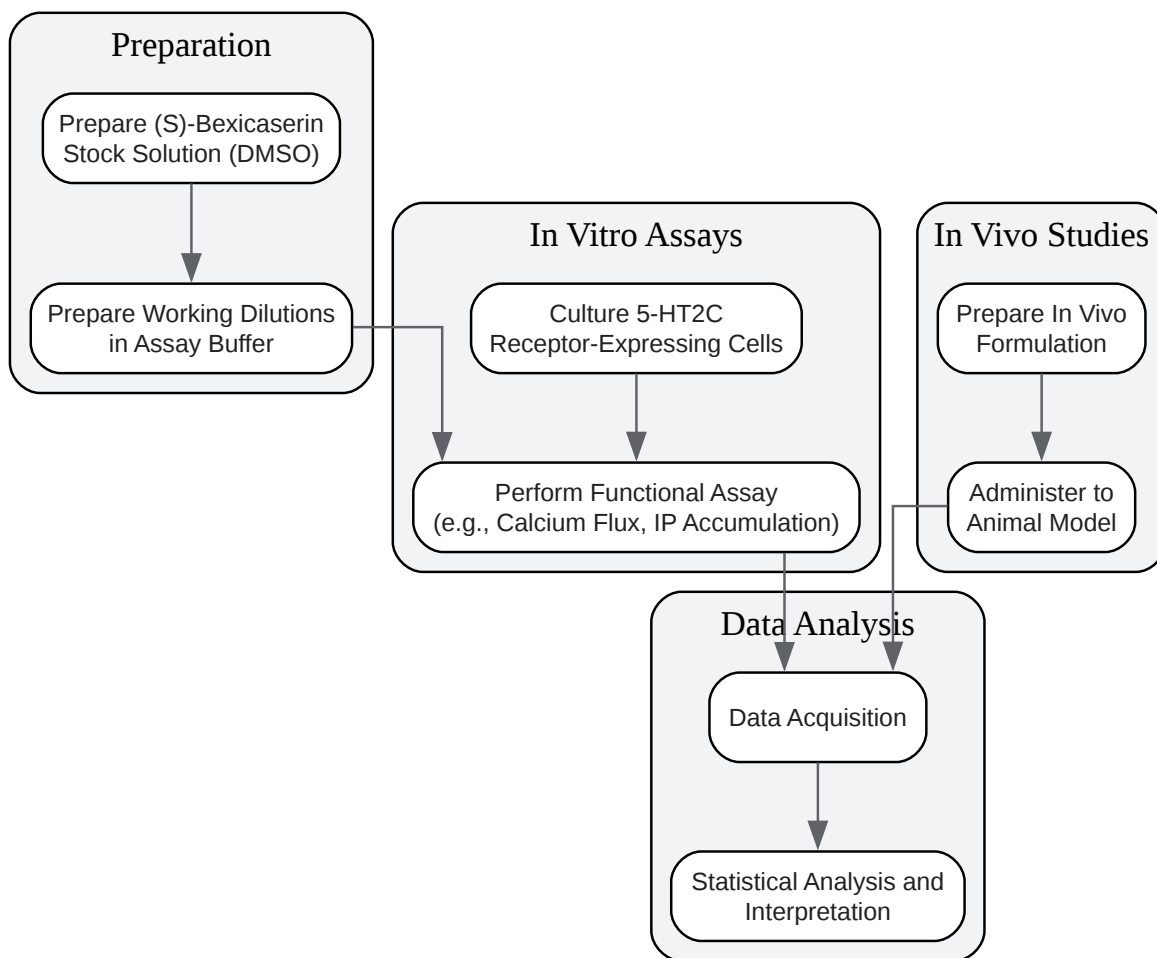 Preparation
Prepare (S)-Bexicaserin
Stock Solution (DMSO)
Prepare Working Dilutions
in Assay Buffer
In Vitro Assays
Culture 5-HT2C
Receptor-Expressing Cells
Perform Functional Assay
(e.g., Calcium Flux, IP Accumulation)
In Vivo Studies
Prepare In Vivo
Formulation
Administer to
Animal Model
Data Analysis
Data Acquisition
Statistical Analysis and
Interpretation